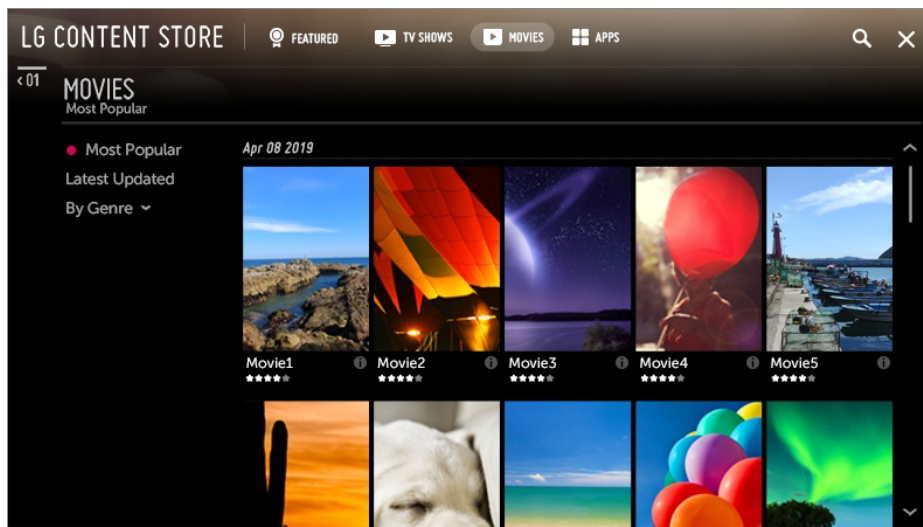 LG CONTENT STORE
FEATURED
TV SHOWS
MOVIES
APPS
<01
MOVIES
Most Popular
Most Popular
Latest Updated
By Genre
Apr 08 2019
Movie1
Movie2
Movie3
Movie4
Movie5